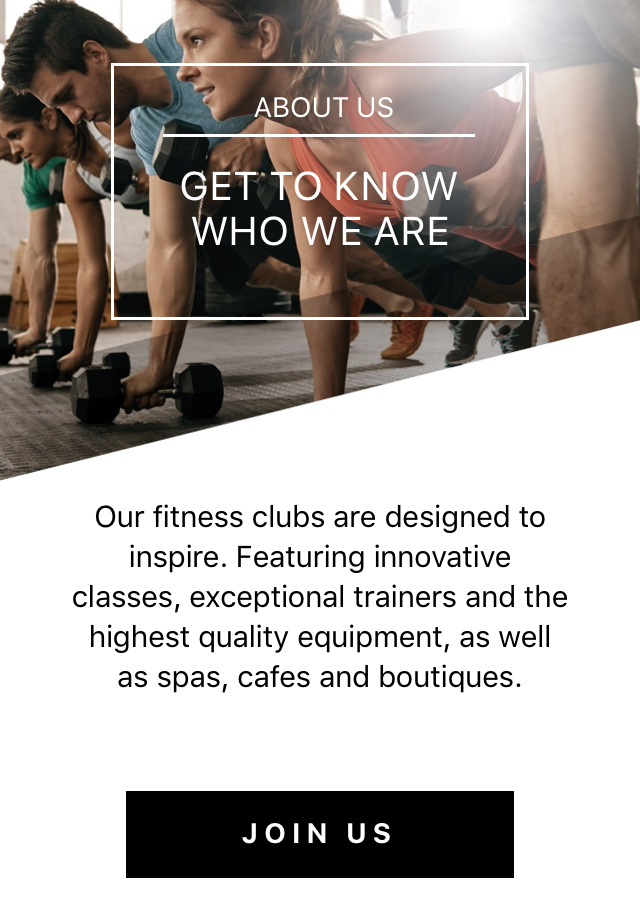 ABOUT US
GET TO KNOW
WHO WE ARE
Our fitness clubs are designed to
inspire. Featuring innovative
classes, exceptional trainers and the
highest quality equipment, as well
as spas, cafes and boutiques.
JOIN US